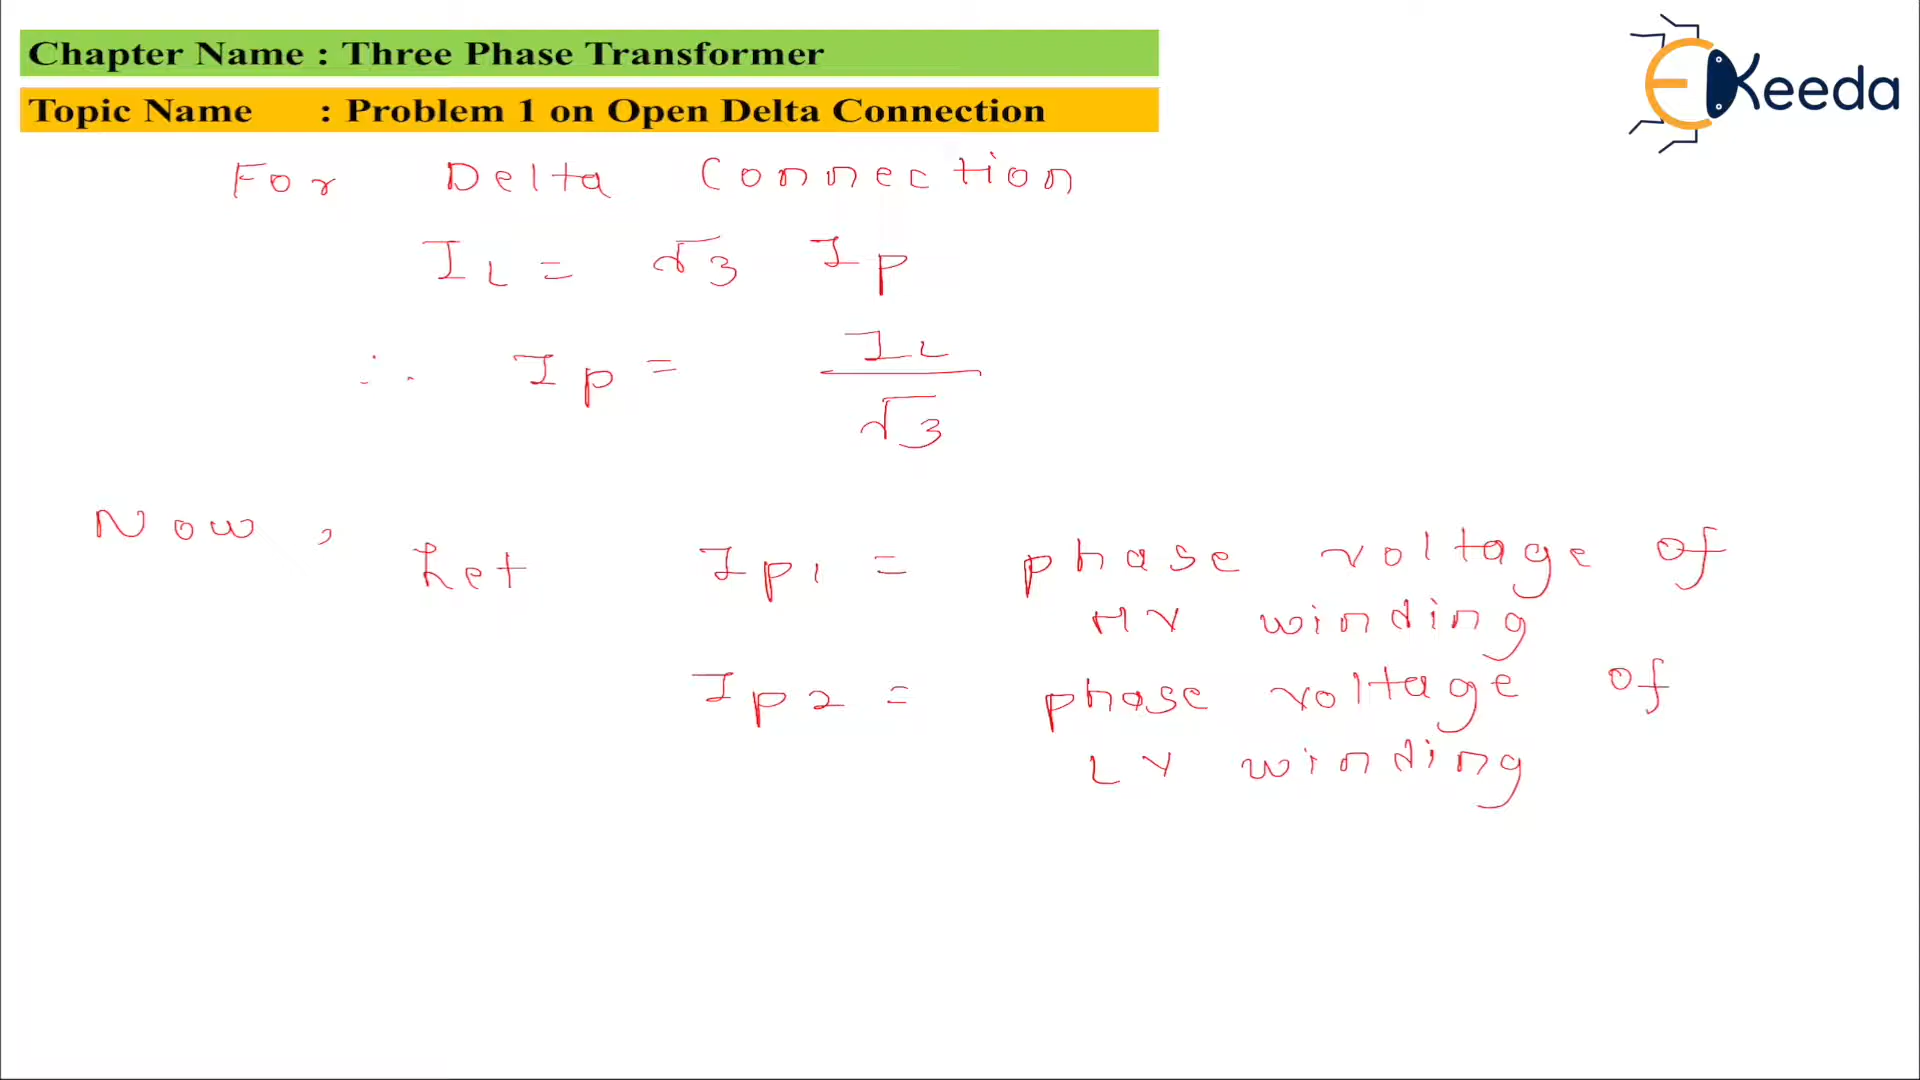 Chapter Name : Three Phase Transformer
Topic Name : Problem 1 on Open Delta Connection
EKeeda
For Delta Connection
IL = √3 IP
∴ IP = IL / √3
Now, Let IP1 = phase voltage of
HV winding
IP2 = phase voltage of
LV winding